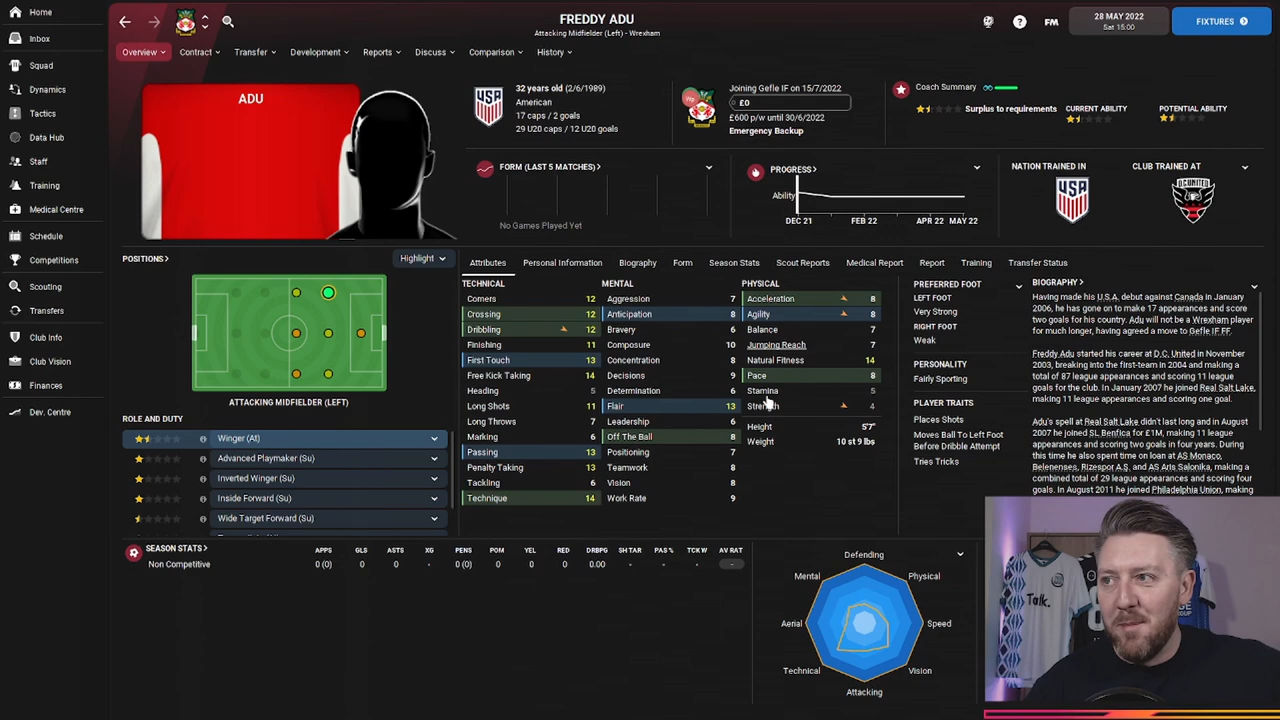 Home
Inbox
Squad
Dynamics
Tactics
Data Hub
Staff
Training
Medical Centre
Schedule
Competitions
Scouting
Transfers
Club Info
Club Vision
Finances
Dev. Centre
FREDDY ADU
Attacking Midfielder (Left) - Wrexham
FM
28 MAY 2022
Sat 15:00
FIXTURES
Overview
Contract
Transfer
Development
Reports
Discuss
Comparison
History
ADU
USA
32 years old (2/6/1989)
American
17 caps / 2 goals
29 U20 caps / 12 U20 goals
Joining Gefle IF on 15/7/2022
£0
£600 p/w until 30/6/2022
Emergency Backup
Coach Summary
Surplus to requirements
CURRENT ABILITY
POTENTIAL ABILITY
FORM (LAST 5 MATCHES)
No Games Played Yet
PROGRESS
Ability
DEC 21
FEB 22
APR 22
MAY 22
NATION TRAINED IN
USA
CLUB TRAINED AT
D.C.UNITED
POSITIONS
Highlight
ATTACKING MIDFIELDER (LEFT)
ROLE AND DUTY
Winger (At)
Advanced Playmaker (Su)
Inverted Winger (Su)
Inside Forward (Su)
Wide Target Forward (Su)
Attributes
Personal Information
Biography
Form
Season Stats
Scout Reports
Medical Report
Report
Training
Transfer Status
TECHNICAL
Corners 12
Crossing 12
Dribbling 12
Finishing 11
First Touch 13
Free Kick Taking 14
Heading 5
Long Shots 11
Long Throws 7
Marking 6
Passing 13
Penalty Taking 13
Tackling 6
Technique 14
MENTAL
Aggression 7
Anticipation 8
Bravery 6
Composure 10
Concentration 8
Decisions 9
Determination 6
Flair 13
Leadership 6
Off The Ball 8
Positioning 7
Teamwork 8
Vision 8
Work Rate 9
PHYSICAL
Acceleration 8
Agility 8
Balance 7
Jumping Reach 7
Natural Fitness 14
Pace 8
Stamina 5
Strength 4
Height 5'7"
Weight 10 st 9 lbs
PREFERRED FOOT
LEFT FOOT
Very Strong
RIGHT FOOT
Weak
PERSONALITY
Fairly Sporting
PLAYER TRAITS
Places Shots
Moves Ball To Left Foot
Before Dribble Attempt
Tries Tricks
BIOGRAPHY
Having made his U.S.A. debut against Canada in January
2006, he has gone on to make 17 appearances and score
two goals for his country. Adu will not be a Wrexham player
for much longer, having agreed a move to Gefle IF FF.
Freddy Adu started his career at D.C. United in November
2003, breaking into the first-team in 2004 and making a
total of 87 league appearances and scoring 11 league
goals for the club. In January 2007 he joined Real Salt Lake,
making 11 league appearances and scoring one goal.
Adu's spell at Real Salt Lake didn't last long and in August
2007 he joined SL Benfica for £1M, making 11 league
appearances and scoring two goals in four years. During
this time he also spent time on loan at AS Monaco,
Belenenses, Rizespor A.S. and AS Aris Salonika, making a
combined total of 29 league appearances and scoring four
goals. In August 2011 he joined Philadelphia Union, making
SEASON STATS
APPS GLS ASTS XG PENS POM YEL RED DRBPG SH TAR PAS % TCK W AV RAT
Non Competitive 0 (0) 0 0 - 0 (0) 0 0 0 0.00 - - - -
Defending
Physical
Speed
Vision
Attacking
Technical
Aerial
Mental
Talk.